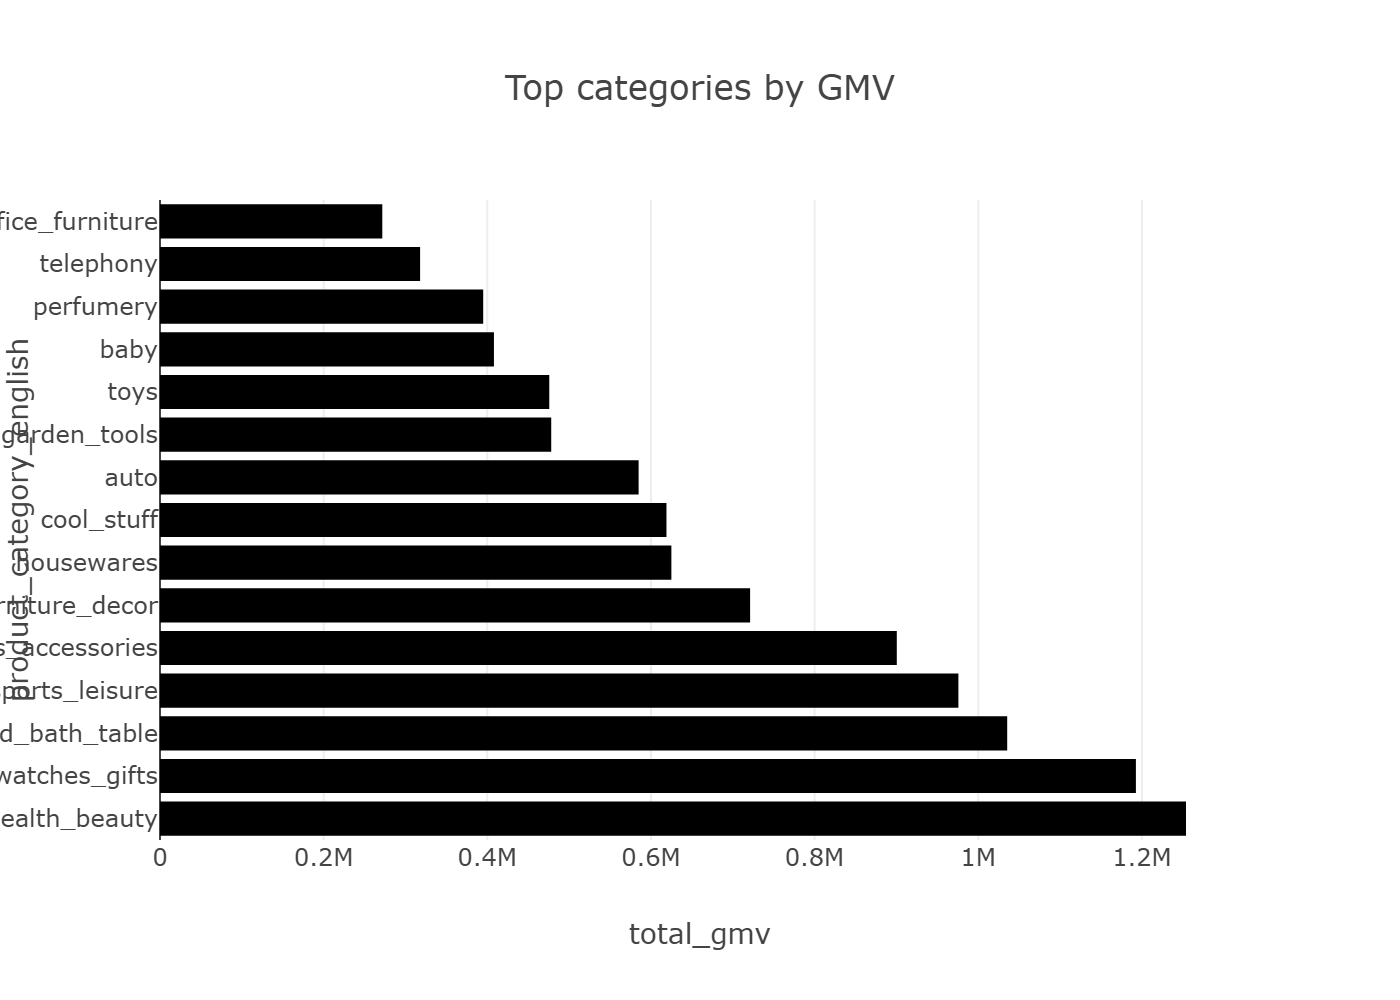 Top categories by GMV
fice_furniture
telephony
perfumery
baby
toys
garden_tools
auto
cool_stuff
housewares
rniture_decor
s_accessories
sports_leisure
d_bath_table
watches_gifts
ealth_beauty
product_category_english
0 0.2M 0.4M 0.6M 0.8M 1M 1.2M
total_gmv